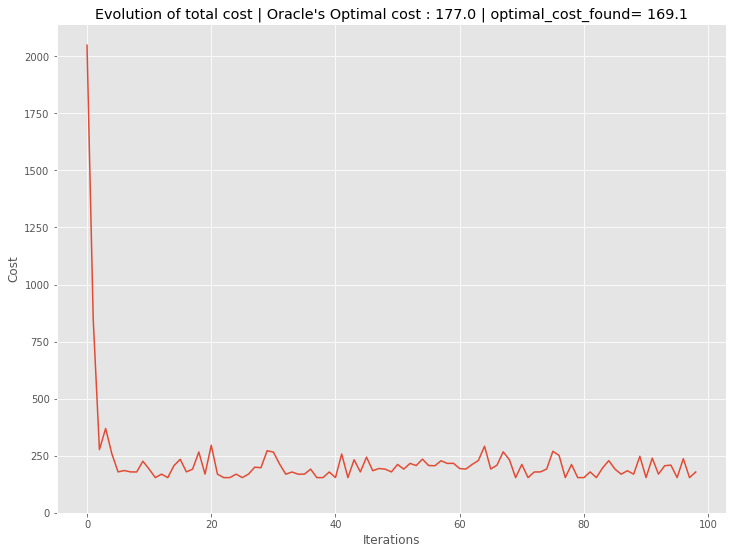 Evolution of total cost | Oracle's Optimal cost : 177.0 | optimal_cost_found= 169.1
2000
1750
1500
1250
1000
750
500
250
0
Cost
0 20 40 60 80 100
Iterations